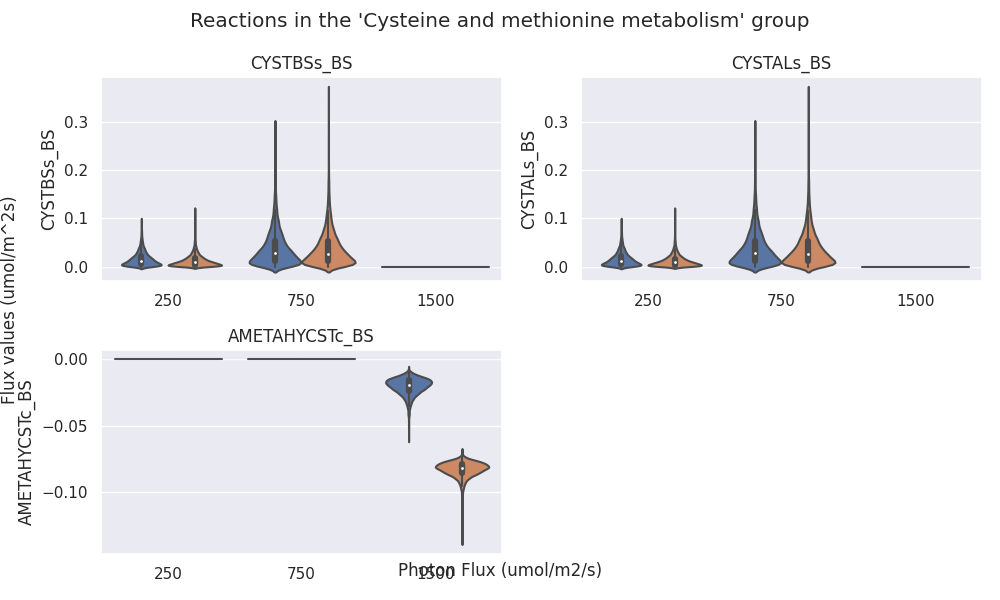 Reactions in the 'Cysteine and methionine metabolism' group
CYSTBSs_BS
CYSTBSs_BS
0.3
0.2
0.1
0.0
250
750
1500
CYSTALs_BS
CYSTALs_BS
0.3
0.2
0.1
0.0
250
750
1500
Flux values (umol/m^2s)
AMETAHYCSTc_BS
AMETAHYCSTc_BS
0.00
−0.05
−0.10
250
750
1500
Photon Flux (umol/m2/s)